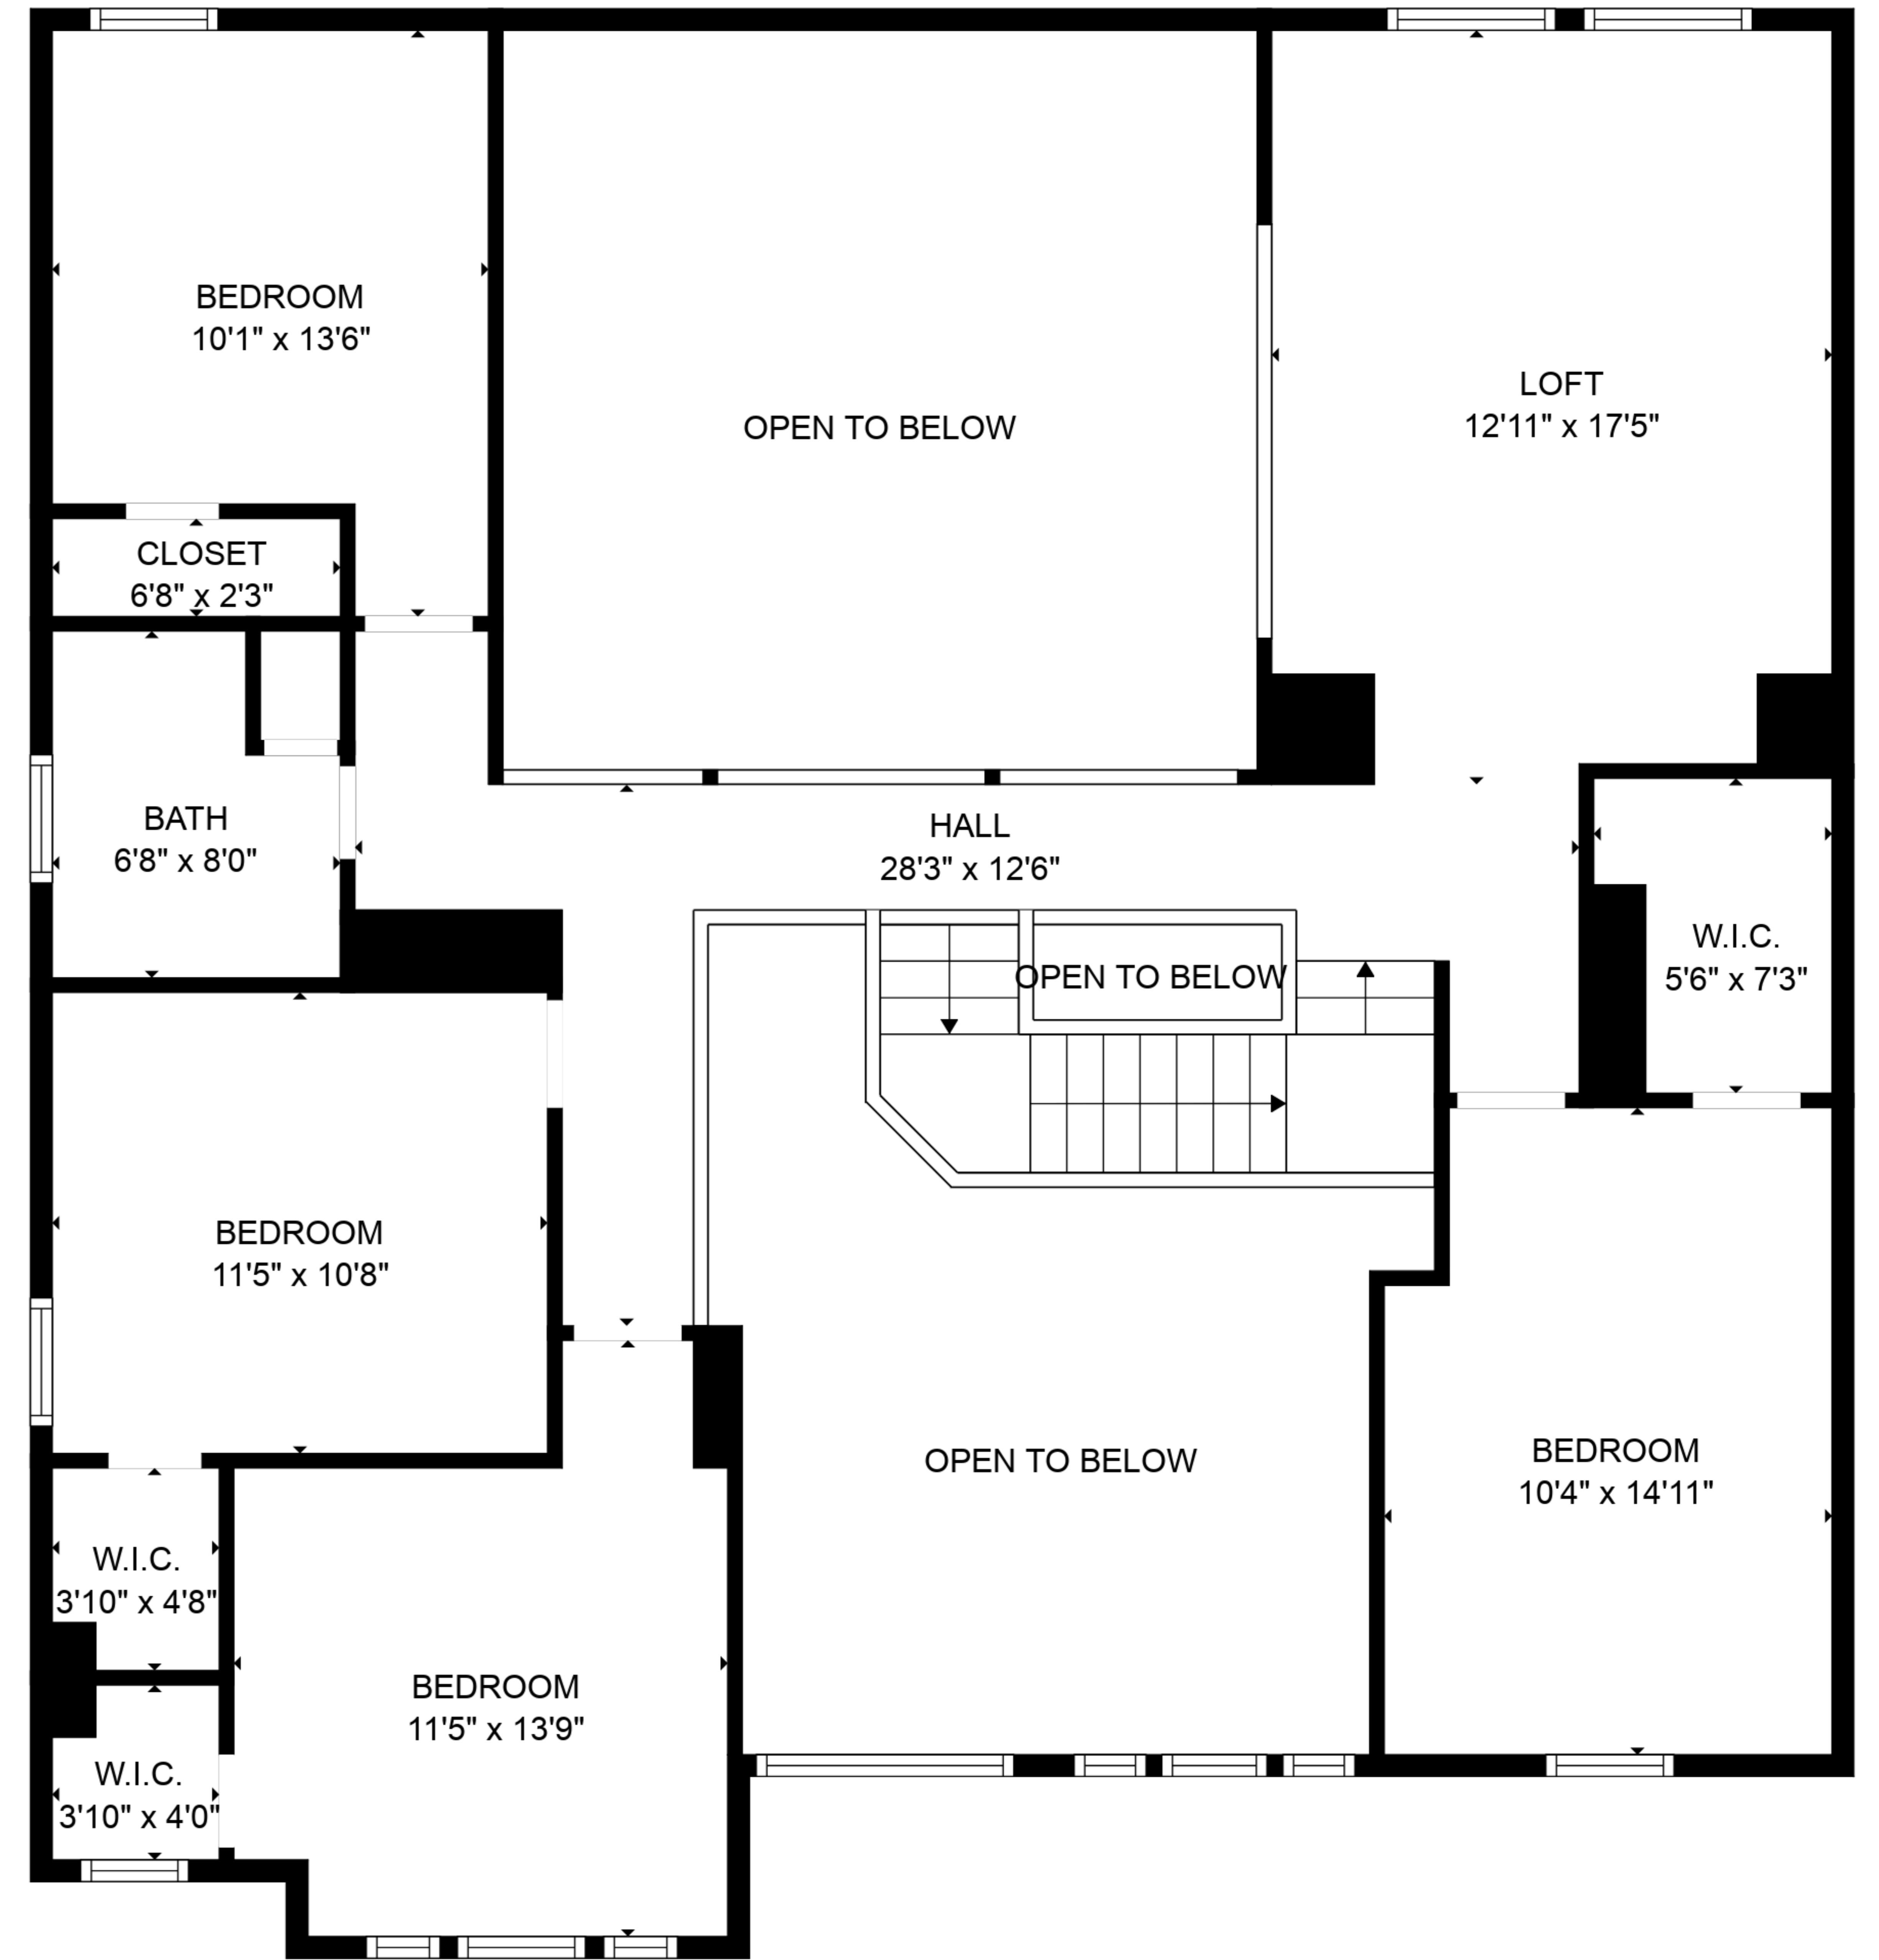 BEDROOM
10'1" x 13'6"
OPEN TO BELOW
LOFT
12'11" x 17'5"
CLOSET
6'8" x 2'3"
BATH
6'8" x 8'0"
HALL
28'3" x 12'6"
OPEN TO BELOW
W.I.C.
5'6" x 7'3"
BEDROOM
11'5" x 10'8"
OPEN TO BELOW
BEDROOM
10'4" x 14'11"
W.I.C.
3'10" x 4'8"
BEDROOM
11'5" x 13'9"
W.I.C.
3'10" x 4'0"